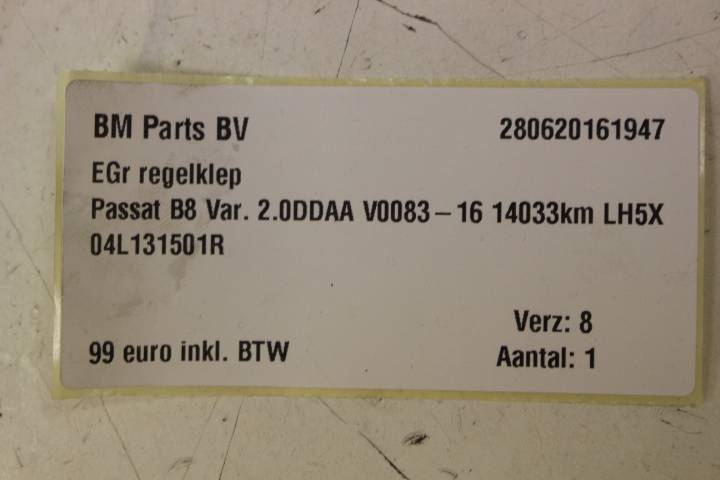 BM Parts BV 280620161947
EGr regelklep
Passat B8 Var. 2.0DDAA V0083-16 14033km LH5X
04L131501R
Verz: 8
99 euro inkl. BTW Aantal: 1